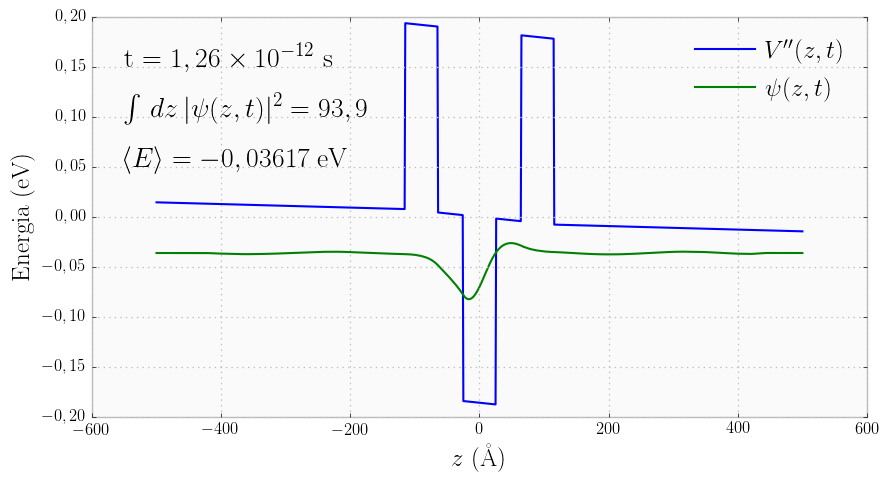 0,20
0,15
0,10
0,05
0,00
−0,05
−0,10
−0,15
−0,20
Energia (eV)
t = 1,26 × 10⁻¹² s
∫ dz |ψ(z, t)|² = 93,9
⟨E⟩ = −0,03617 eV
V′′(z, t)
ψ(z, t)
−600 −400 −200 0 200 400 600
z (Å)